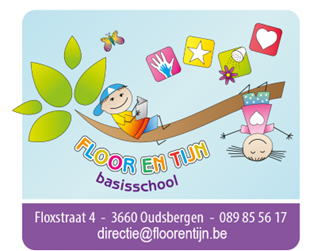 FLOOR EN TIJN
basisschool
Floxstraat 4 - 3660 Oudsbergen - 089 85 56 17
directie@floorentijn.be